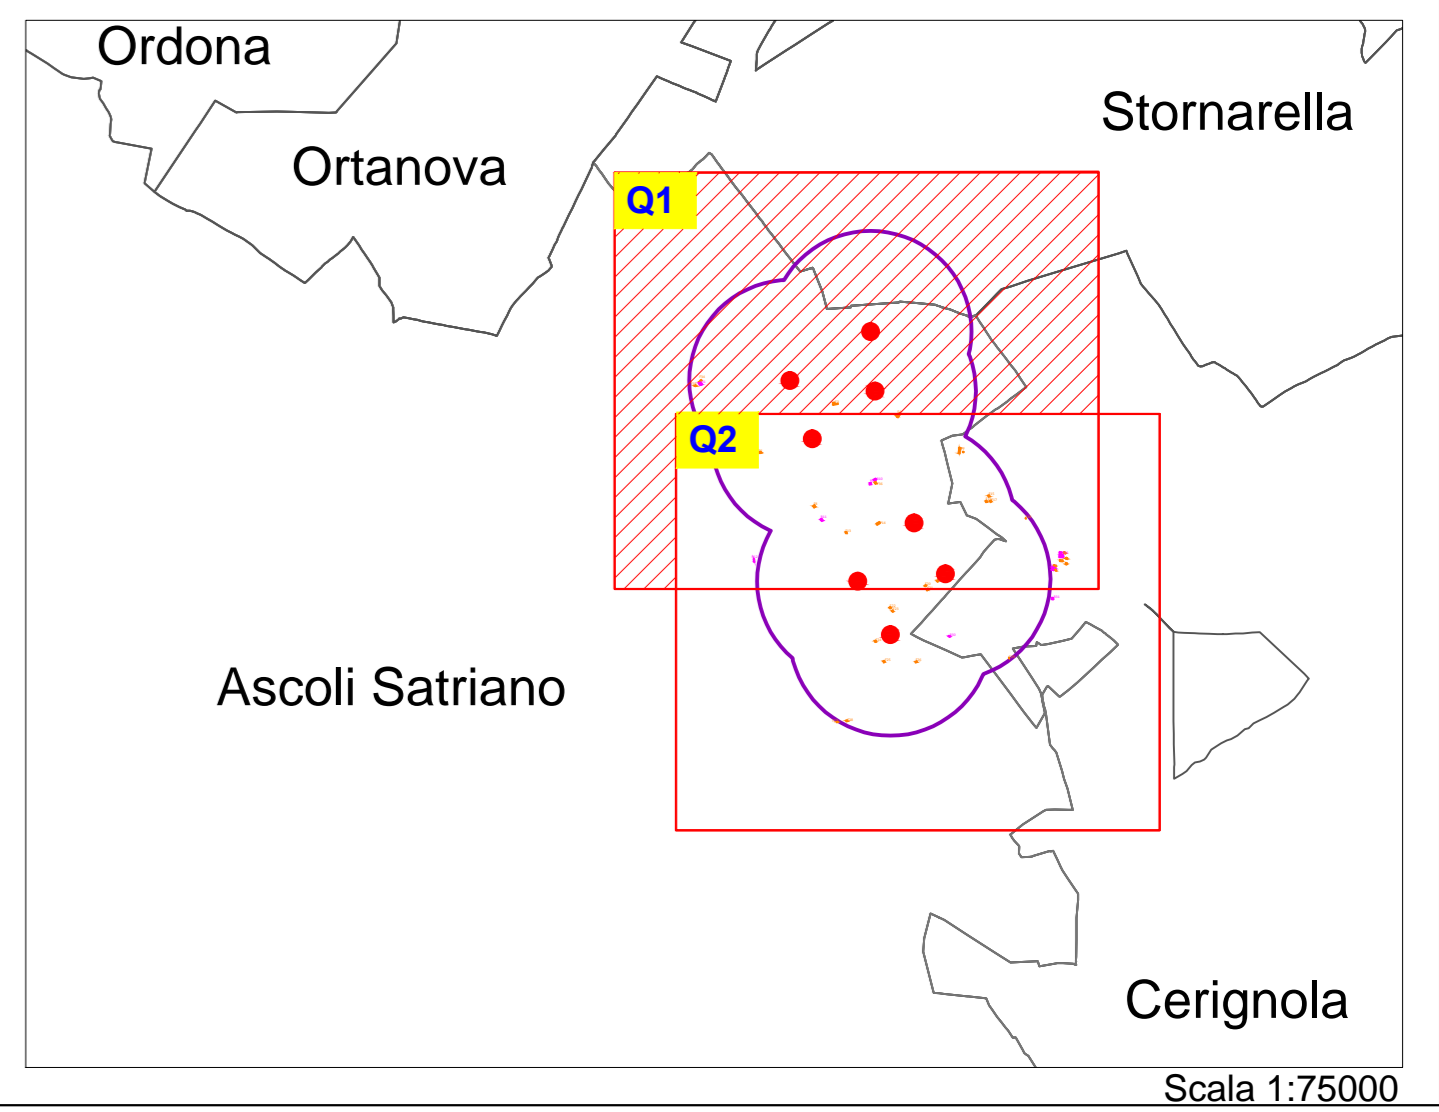 Ordona
Stornarella
Ortanova
Q1
Q2
Ascoli Satriano
Cerignola
Scala 1:75000